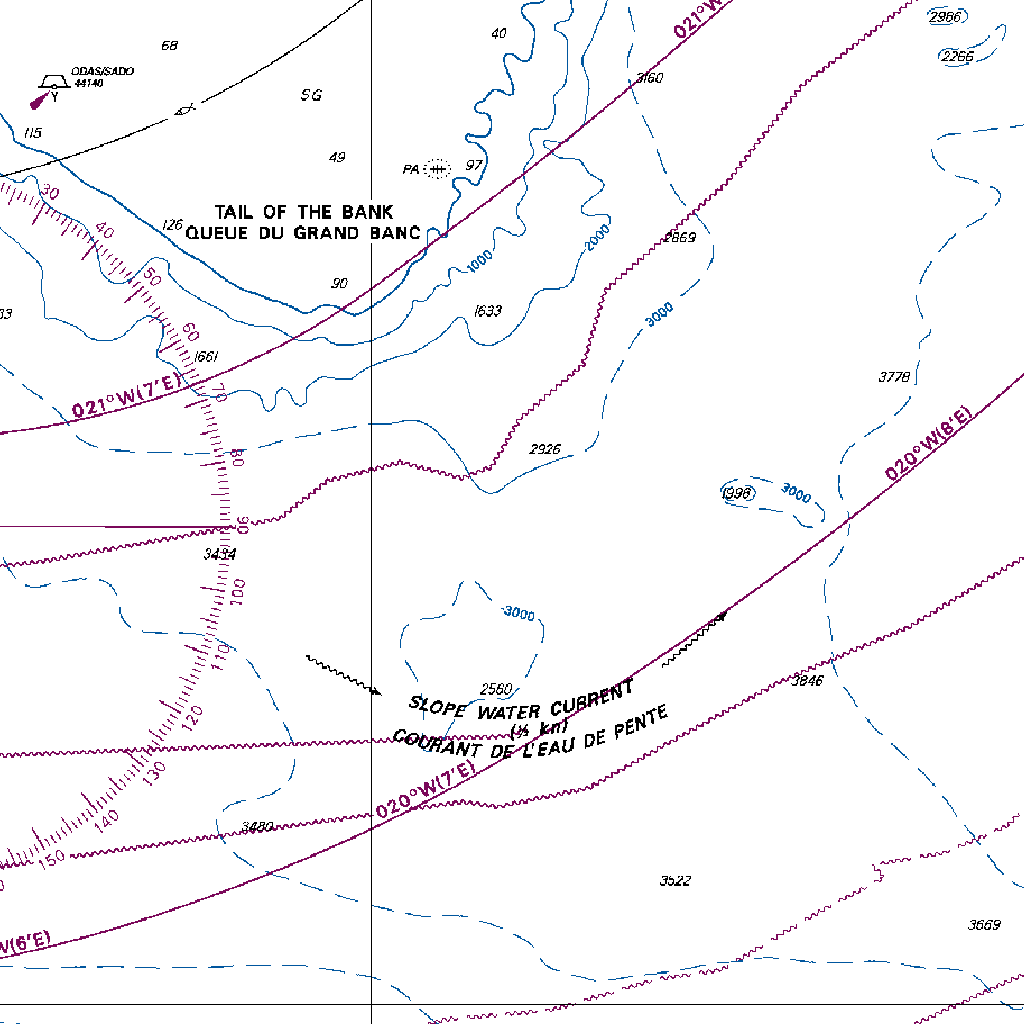 2966
021°W
40
68
2266
ODAS/SADO
44140
Y
3160
SG
115
49
PA
97
30
TAIL OF THE BANK
QUEUE DU GRAND BANC
126
40
2000
2869
1000
50
90
1633
3000
60
1661
3778
021°W(7'E)
70
020°W(8'E)
2926
80
1996
3000
90
3434
100
3000
110
2580
3846
SLOPE WATER CURRENT
(½ kn)
COURANT DE L'EAU DE PENTE
120
130
020°W(7'E)
140
3480
150
3522
3669
W(6'E)